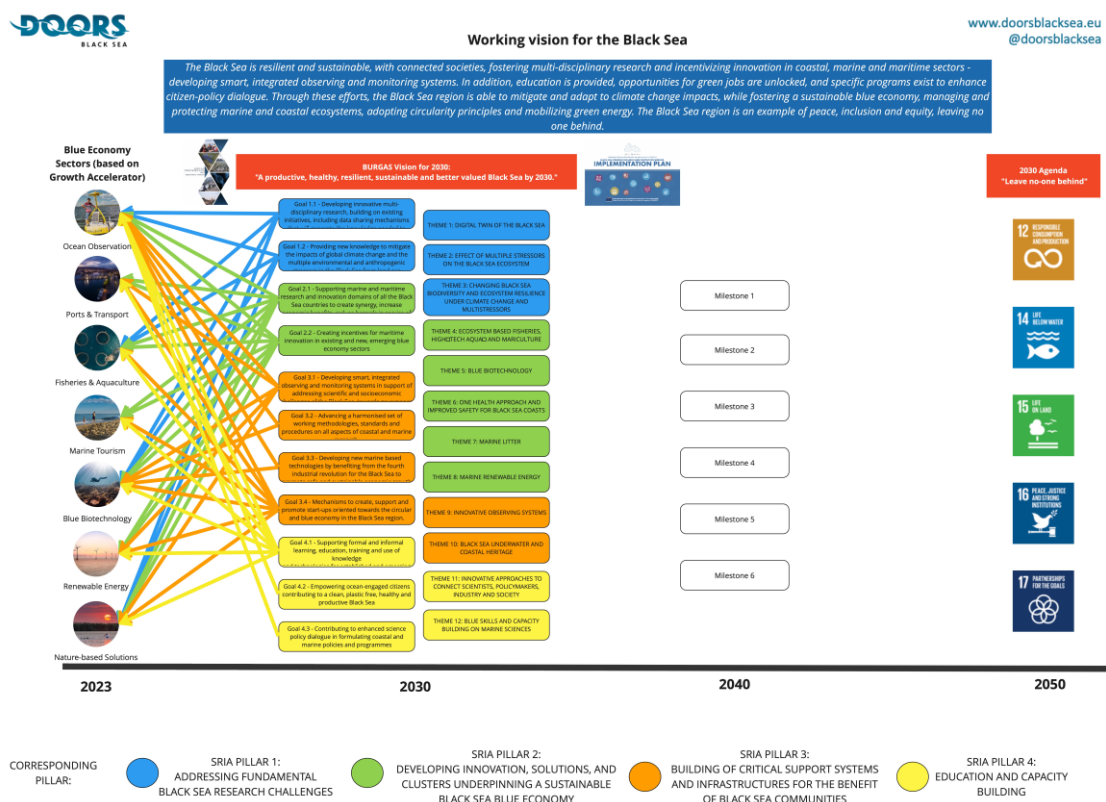 DOORS
BLACK SEA
www.doorsblacksea.eu
@doorsblacksea
Working vision for the Black Sea
The Black Sea is resilient and sustainable, with connected societies, fostering multi-disciplinary research and incentivizing innovation in coastal, marine and maritime sectors -
developing smart, integrated observing and monitoring systems. In addition, education is provided, opportunities for green jobs are unlocked, and specific programs exist to enhance
citizen-policy dialogue. Through these efforts, the Black Sea region is able to mitigate and adapt to climate change impacts, while fostering a sustainable blue economy, managing and
protecting marine and coastal ecosystems, adopting circularity principles and mobilizing green energy. The Black Sea region is an example of peace, inclusion and equity, leaving no
one behind.
Blue Economy
Sectors (based on
Growth Accelerator)
BURGAS Vision for 2030:
"A productive, healthy, resilient, sustainable and better valued Black Sea by 2030."
IMPLEMENTATION PLAN
2030 Agenda
"Leave no-one behind"
Ocean Observation
Ports & Transport
Fisheries & Aquaculture
Marine Tourism
Blue Biotechnology
Renewable Energy
Nature-based Solutions
Goal 1.1 - Developing innovative multi-
disciplinary research, building on existing
initiatives, including data sharing mechanisms
Goal 1.2 - Providing new knowledge to mitigate
the impacts of global climate change and the
multiple environmental and anthropogenic
Goal 2.1 - Supporting marine and maritime
research and innovation domains of all the Black
Sea countries to create synergy, increase
Goal 2.2 - Creating incentives for maritime
innovation in existing and new, emerging blue
economy sectors
Goal 3.1 - Developing smart, integrated
observing and monitoring systems in support of
addressing scientific and socioeconomic
Goal 3.2 - Advancing a harmonised set of
working methodologies, standards and
procedures on all aspects of coastal and marine
Goal 3.3 - Developing new marine based
technologies by benefiting from the fourth
industrial revolution for the Black Sea to
Goal 3.4 - Mechanisms to create, support and
promote start-ups oriented towards the circular
and blue economy in the Black Sea region.
Goal 4.1 - Supporting formal and informal
learning, education, training and use of
knowledge
Goal 4.2 - Empowering ocean-engaged citizens
contributing to a clean, plastic free, healthy and
productive Black Sea
Goal 4.3 - Contributing to enhanced science
policy dialogue in formulating coastal and
marine policies and programmes
THEME 1: DIGITAL TWIN OF THE BLACK SEA
THEME 2: EFFECT OF MULTIPLE STRESSORS
ON THE BLACK SEA ECOSYSTEM
THEME 3: CHANGING BLACK SEA
BIODIVERSITY AND ECOSYSTEM RESILIENCE
UNDER CLIMATE CHANGE AND
MULTISTRESSORS
THEME 4: ECOSYSTEM BASED FISHERIES,
AND MARICULTURE
THEME 5: BLUE BIOTECHNOLOGY
THEME 6: ONE HEALTH APPROACH AND
IMPROVED SAFETY FOR BLACK SEA COASTS
THEME 7: MARINE LITTER
THEME 8: MARINE RENEWABLE ENERGY
THEME 9: INNOVATIVE OBSERVING SYSTEMS
THEME 10: BLACK SEA UNDERWATER AND
COASTAL HERITAGE
THEME 11: INNOVATIVE APPROACHES TO
CONNECT SCIENTISTS, POLICYMAKERS,
INDUSTRY AND SOCIETY
THEME 12: BLUE SKILLS AND CAPACITY
BUILDING ON MARINE SCIENCES
Milestone 1
Milestone 2
Milestone 3
Milestone 4
Milestone 5
Milestone 6
12 RESPONSIBLE
CONSUMPTION
AND PRODUCTION
14 LIFE
BELOW WATER
15 LIFE
ON LAND
16 PEACE, JUSTICE
AND STRONG
INSTITUTIONS
17 PARTNERSHIPS
FOR THE GOALS
2023
2030
2040
2050
CORRESPONDING
PILLAR:
SRIA PILLAR 1:
ADDRESSING FUNDAMENTAL
BLACK SEA RESEARCH CHALLENGES
SRIA PILLAR 2:
DEVELOPING INNOVATION, SOLUTIONS, AND
CLUSTERS UNDERPINNING A SUSTAINABLE
BLACK SEA BLUE ECONOMY
SRIA PILLAR 3:
BUILDING OF CRITICAL SUPPORT SYSTEMS
AND INFRASTRUCTURES FOR THE BENEFIT
OF BLACK SEA COMMUNITIES
SRIA PILLAR 4:
EDUCATION AND CAPACITY
BUILDING